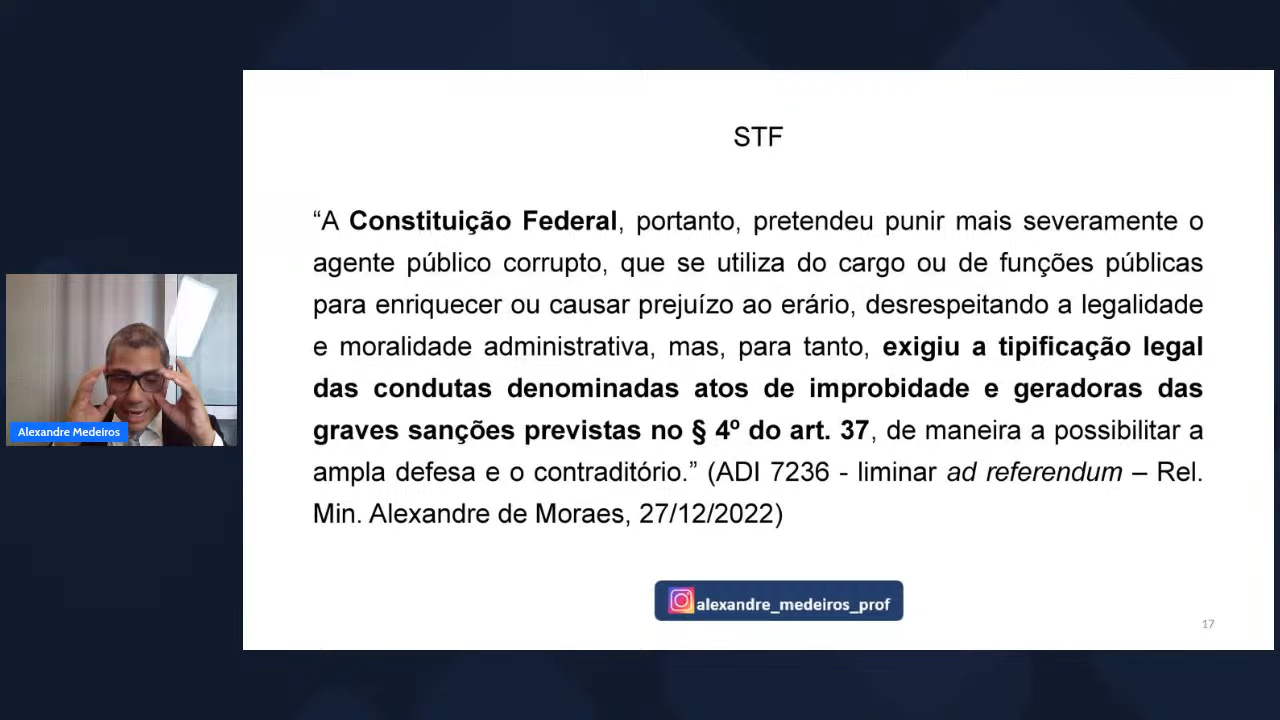 STF
“A Constituição Federal, portanto, pretendeu punir mais severamente o
agente público corrupto, que se utiliza do cargo ou de funções públicas
para enriquecer ou causar prejuízo ao erário, desrespeitando a legalidade
e moralidade administrativa, mas, para tanto, exigiu a tipificação legal
das condutas denominadas atos de improbidade e geradoras das
graves sanções previstas no § 4º do art. 37, de maneira a possibilitar a
ampla defesa e o contraditório.” (ADI 7236 - liminar ad referendum – Rel.
Min. Alexandre de Moraes, 27/12/2022)
Alexandre Medeiros
alexandre_medeiros_prof
17